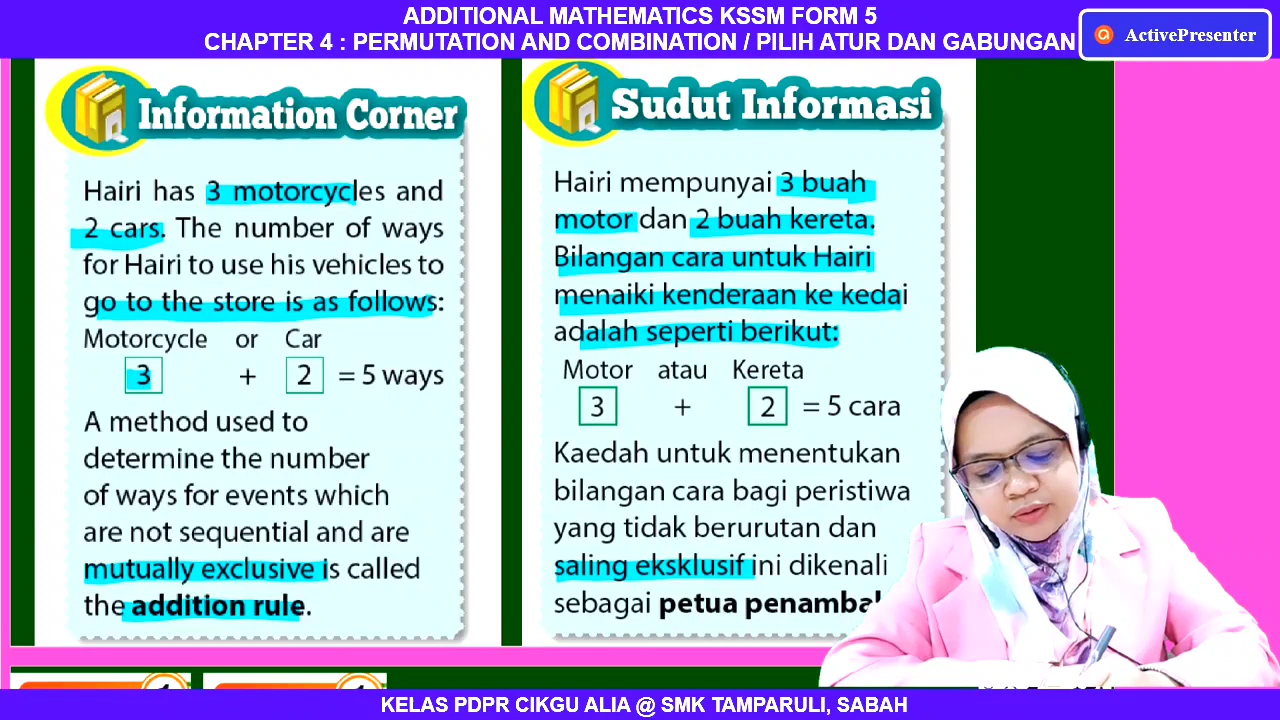 ADDITIONAL MATHEMATICS KSSM FORM 5
CHAPTER 4 : PERMUTATION AND COMBINATION / PILIH ATUR DAN GABUNGAN
ActivePresenter
Information Corner
Hairi has 3 motorcycles and
2 cars. The number of ways
for Hairi to use his vehicles to
go to the store is as follows:
Motorcycle or Car
3 + 2 = 5 ways
A method used to
determine the number
of ways for events which
are not sequential and are
mutually exclusive is called
the addition rule.
Sudut Informasi
Hairi mempunyai 3 buah
motor dan 2 buah kereta.
Bilangan cara untuk Hairi
menaiki kenderaan ke kedai
adalah seperti berikut:
Motor atau Kereta
3 + 2 = 5 cara
Kaedah untuk menentukan
bilangan cara bagi peristiwa
yang tidak berurutan dan
saling eksklusif ini dikenali
sebagai petua
KELAS PDPR CIKGU ALIA @ SMK TAMPARULI, SABAH